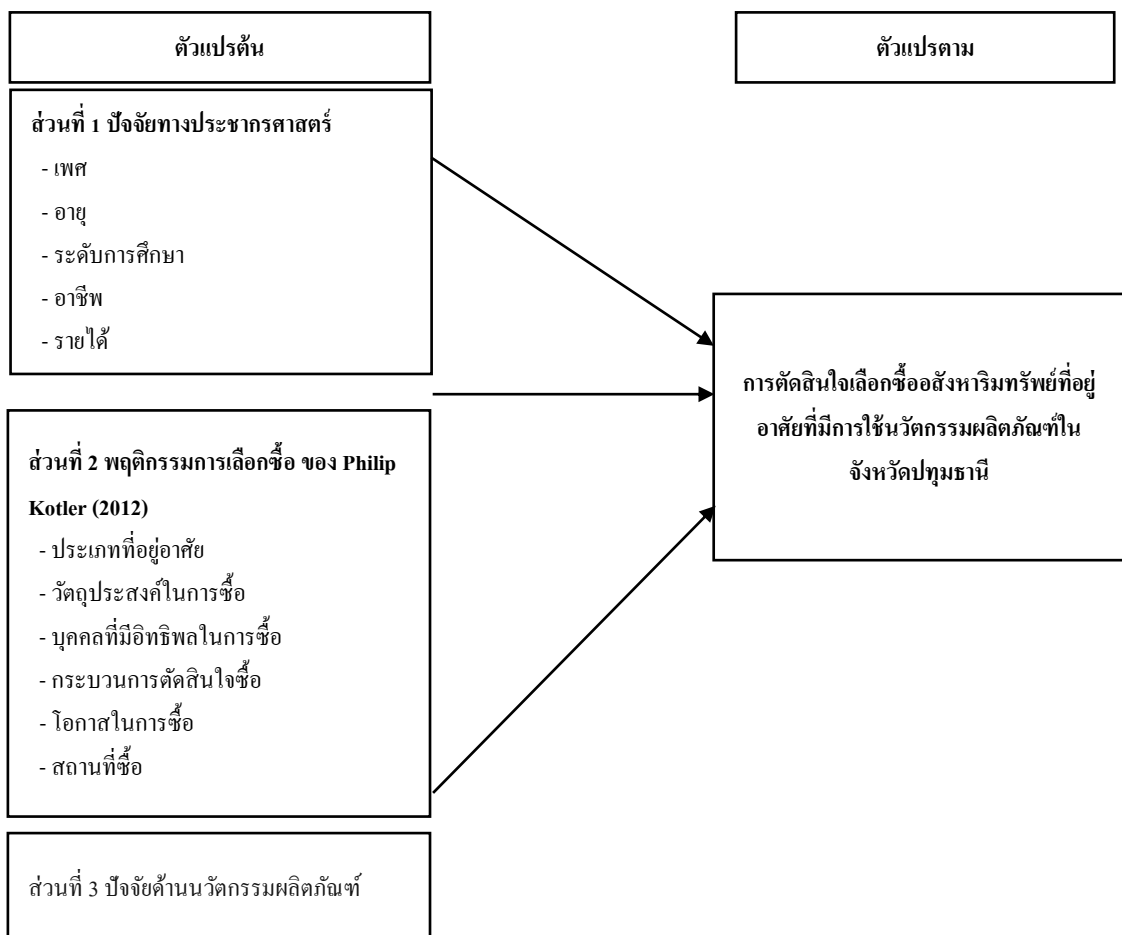 ตัวแปรต้น
ตัวแปรตาม
ส่วนที่ 1 ปัจจัยทางประชากรศาสตร์
- เพศ
- อายุ
- ระดับการศึกษา
- อาชีพ
- รายได้
ส่วนที่ 2 พฤติกรรมการเลือกซื้อ ของ Philip
Kotler (2012)
- ประเภทที่อยู่อาศัย
- วัตถุประสงค์ในการซื้อ
- บุคคลที่มีอิทธิพลในการซื้อ
- กระบวนการตัดสินใจซื้อ
- โอกาสในการซื้อ
- สถานที่ซื้อ
ส่วนที่ 3 ปัจจัยด้านนวัตกรรมผลิตภัณฑ์
การตัดสินใจเลือกซื้ออสังหาริมทรัพย์ที่อยู่
อาศัยที่มีการใช้นวัตกรรมผลิตภัณฑ์ใน
จังหวัดปทุมธานี